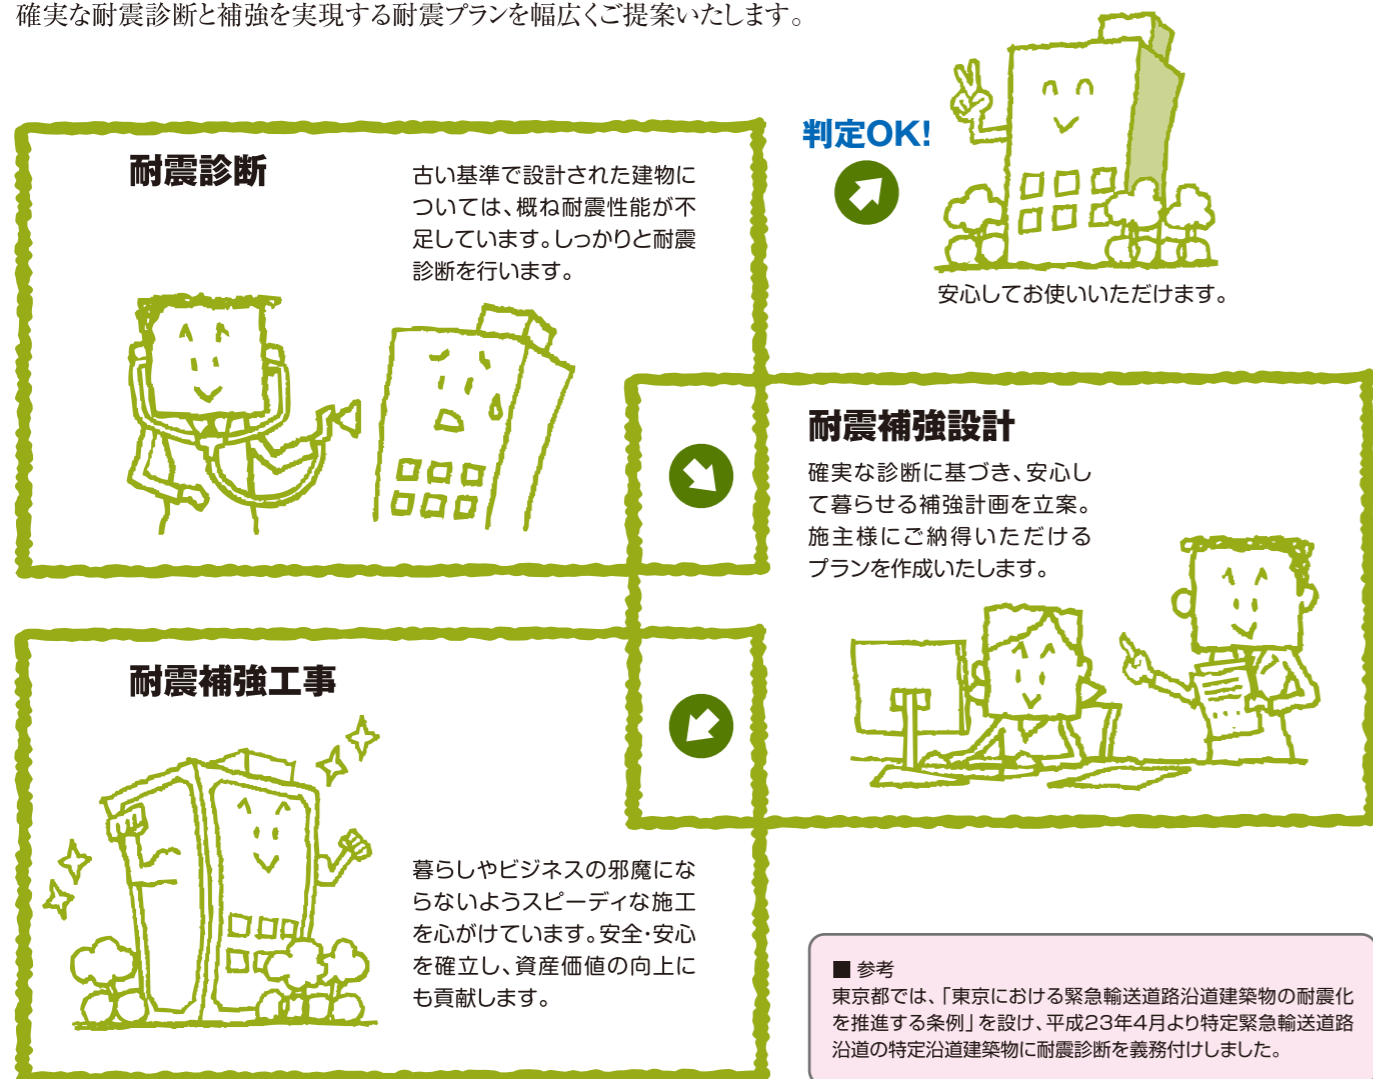 確実な耐震診断と補強を実現する耐震プランを幅広くご提案いたします。
耐震診断
古い基準で設計された建物に
ついては、概ね耐震性能が不
足しています。しっかりと耐震
診断を行います。
判定OK!
安心してお使いいただけます。
耐震補強設計
確実な診断に基づき、安心し
て暮らせる補強計画を立案。
施主様にご納得いただける
プランを作成いたします。
耐震補強工事
暮らしやビジネスの邪魔にな
らないようスピーディな施工
を心がけています。安全・安心
を確立し、資産価値の向上に
も貢献します。
■ 参考
東京都では、「東京における緊急輸送道路沿道建築物の耐震化
を推進する条例」を設け、平成23年4月より特定緊急輸送道路
沿道の特定沿道建築物に耐震診断を義務付けしました。